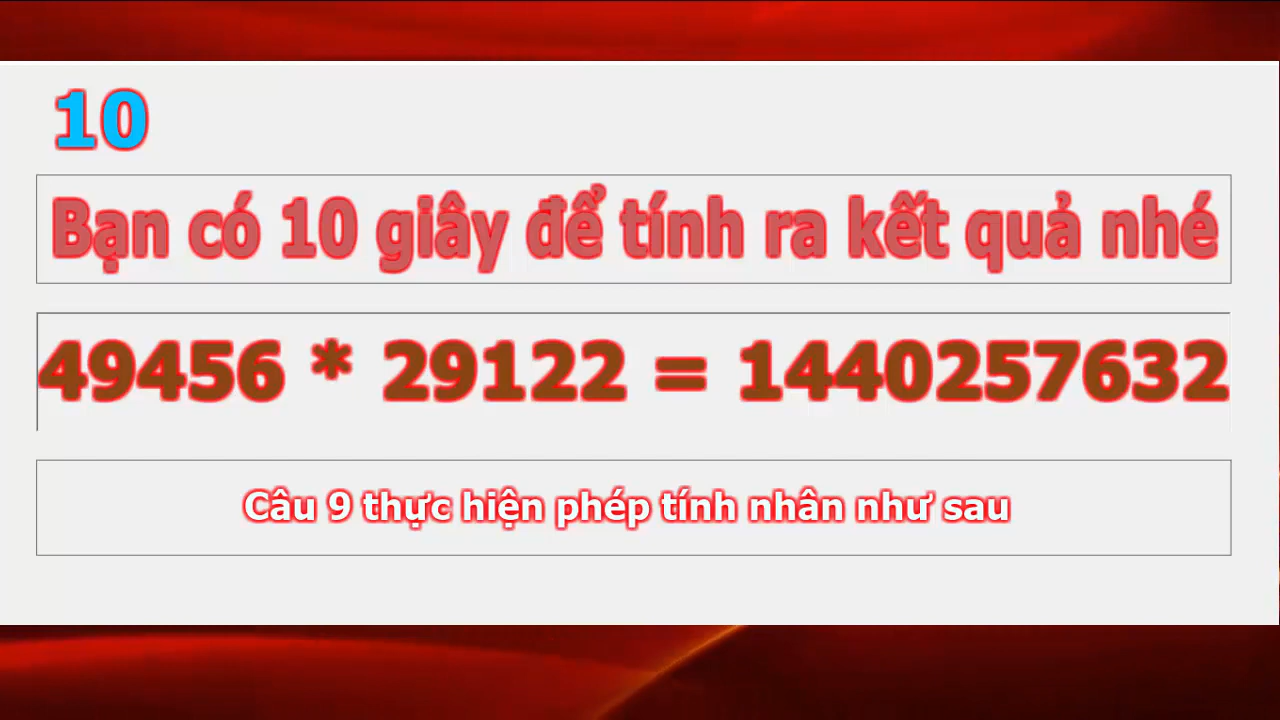 10
Bạn có 10 giây để tính ra kết quả nhé
49456 * 29122 = 1440257632
Câu 9 thực hiện phép tính nhân như sau